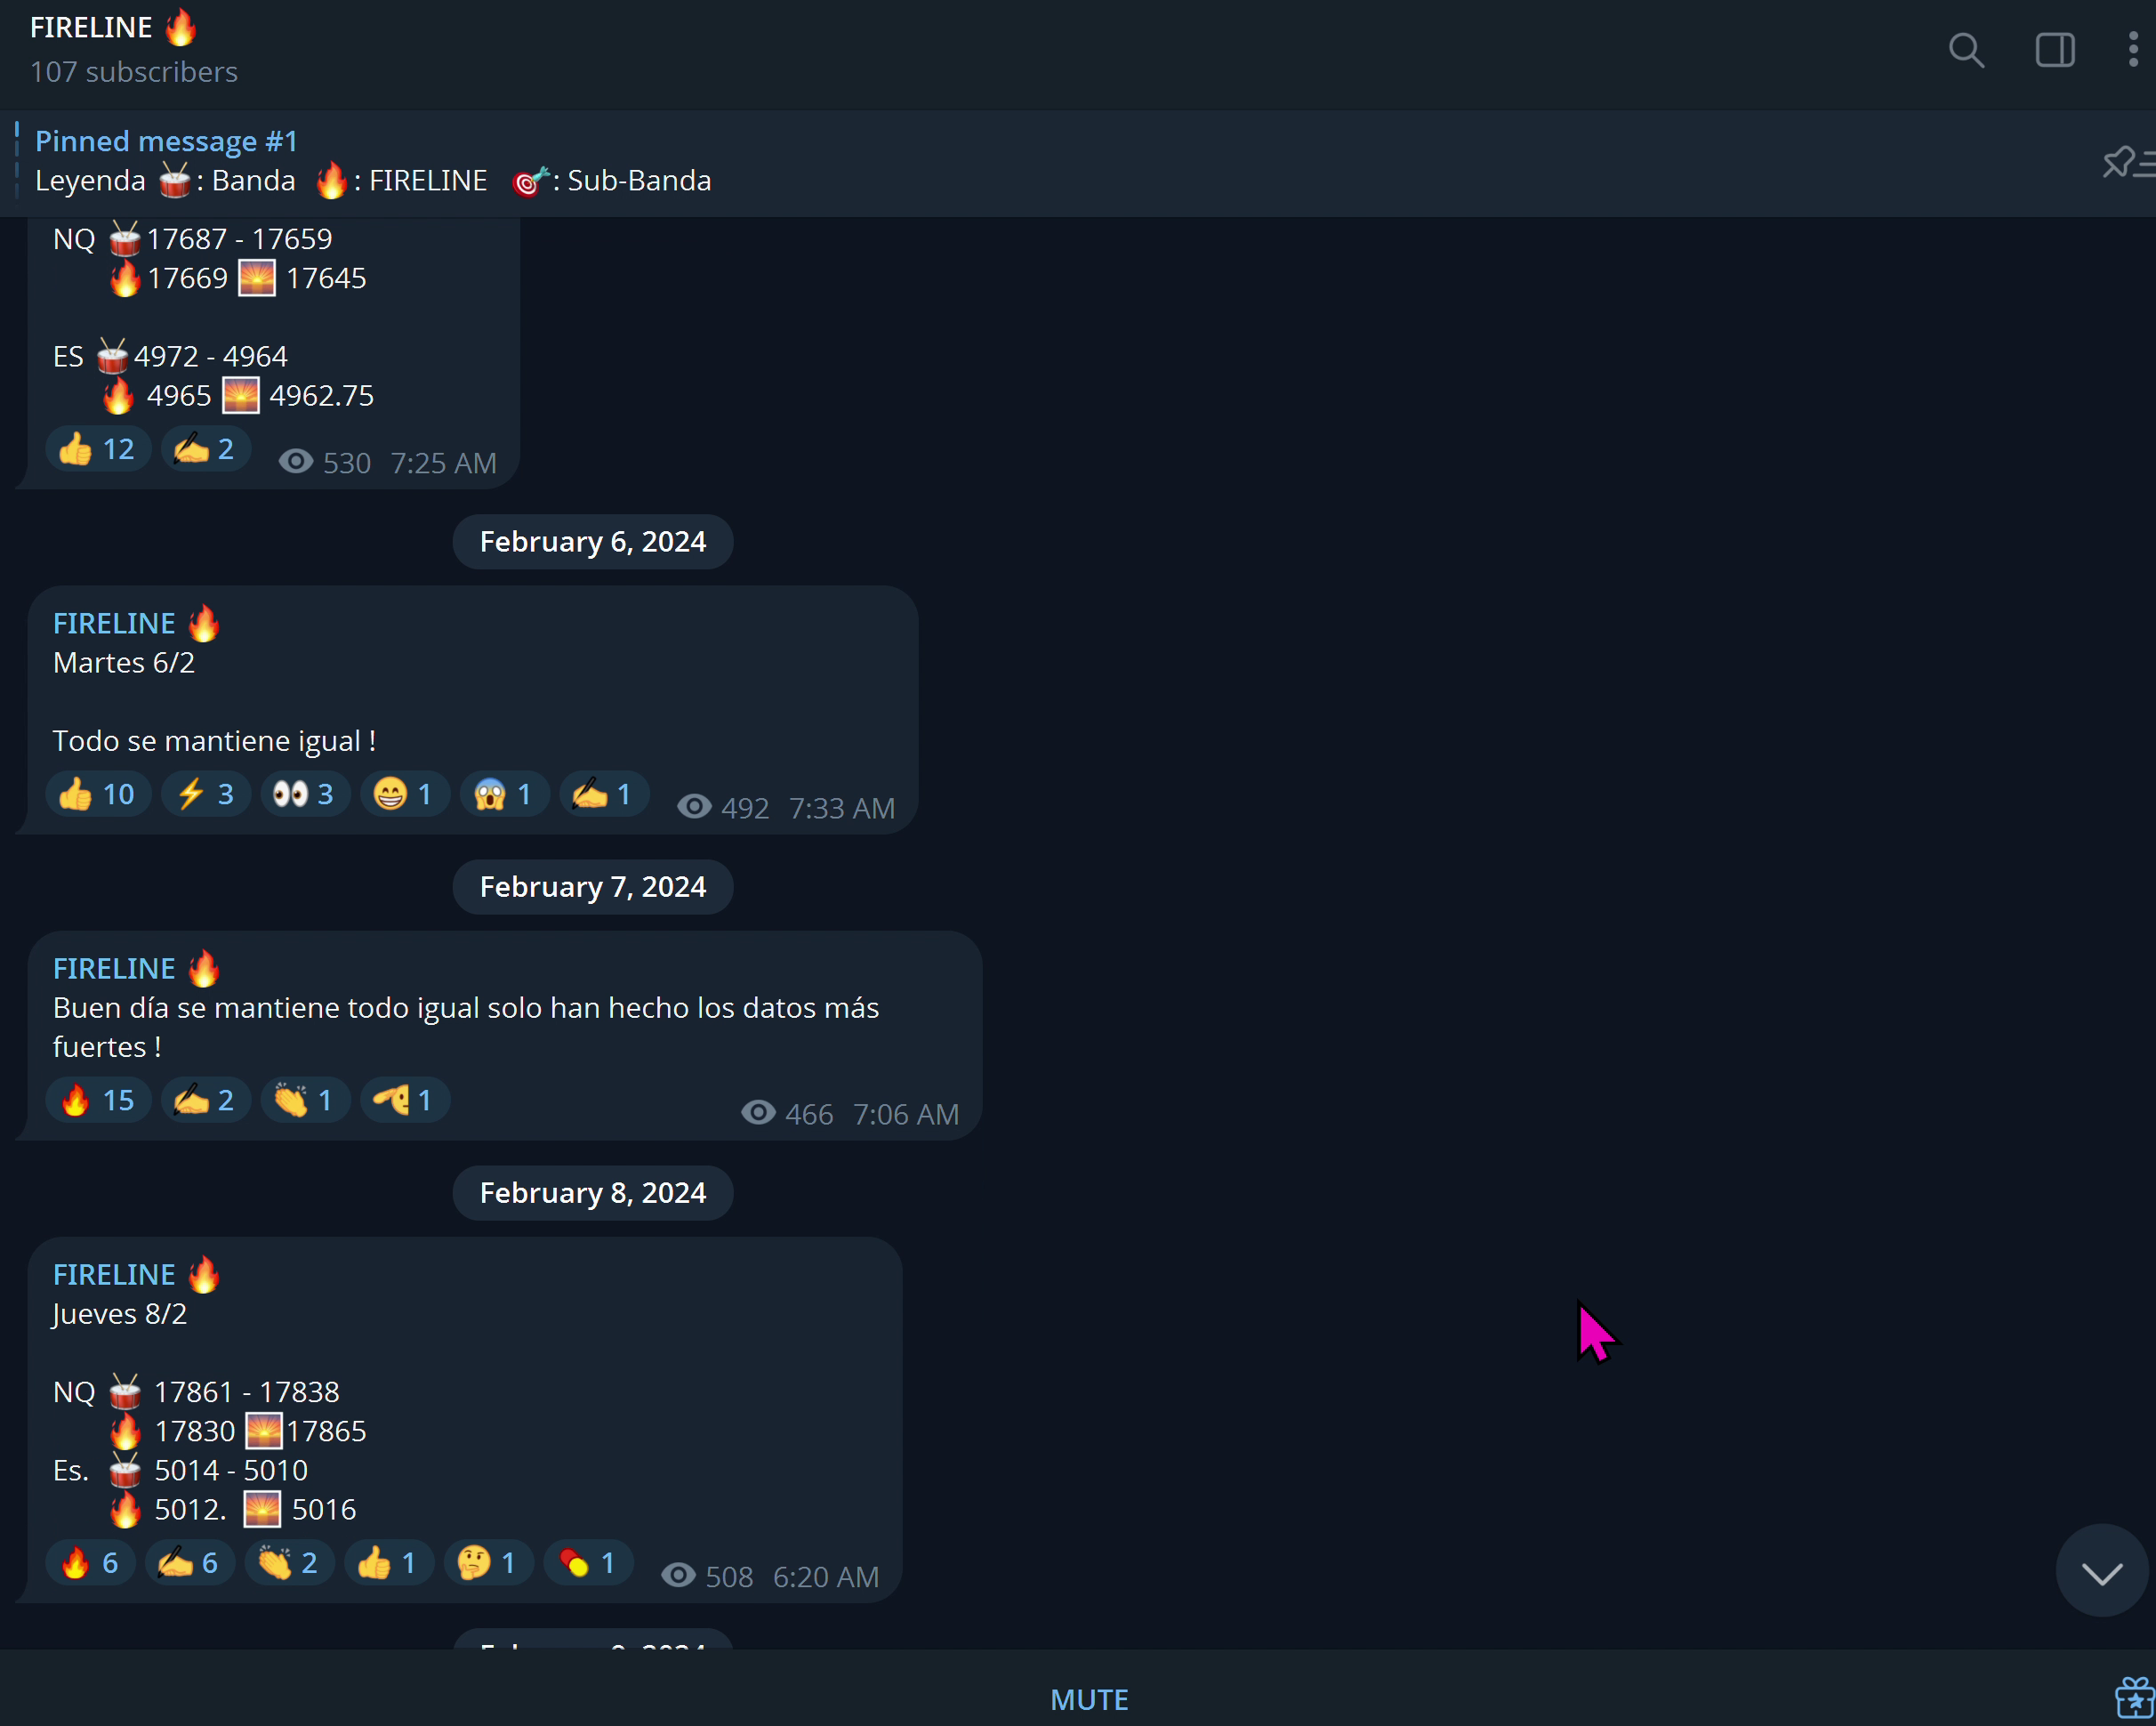 FIRELINE 🔥
107 subscribers
Pinned message #1
Leyenda 🥁: Banda 🔥: FIRELINE 🎯: Sub-Banda
NQ 🥁17687 - 17659
🔥17669 🌅 17645
ES 🥁4972 - 4964
🔥 4965 🌅 4962.75
👍 12 ✍ 2 530 7:25 AM
February 6, 2024
FIRELINE 🔥
Martes 6/2
Todo se mantiene igual !
👍 10 ⚡ 3 👀 3 😁 1 😱 1 ✍ 1 492 7:33 AM
February 7, 2024
FIRELINE 🔥
Buen día se mantiene todo igual solo han hecho los datos más
fuertes !
🔥 15 ✍ 2 👏 1 🫡 1 466 7:06 AM
February 8, 2024
FIRELINE 🔥
Jueves 8/2
NQ 🥁 17861 - 17838
🔥 17830 🌅17865
Es. 🥁 5014 - 5010
🔥 5012. 🌅 5016
🔥 6 ✍ 6 👏 2 👍 1 🤔 1 💊 1 508 6:20 AM
MUTE